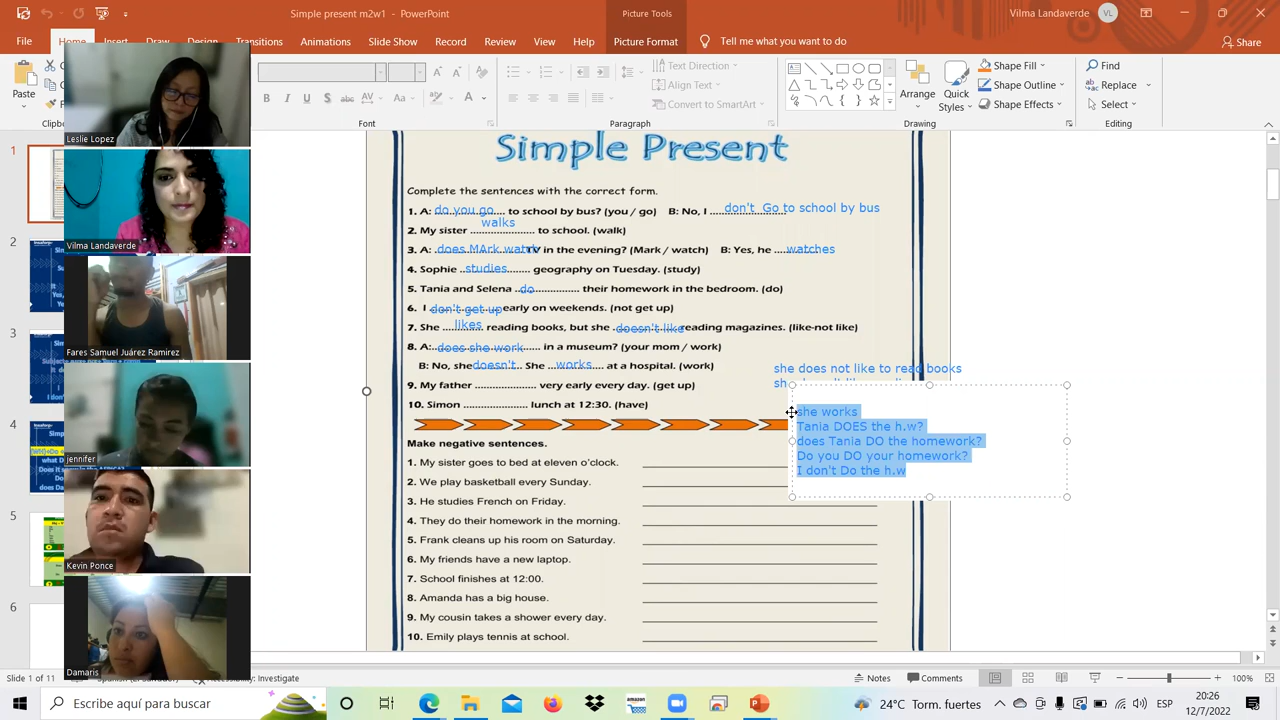 Picture Tools
Vilma Landaverde VL
Animations Transitions
Animations
Slide Show
Review
View
Help
Picture Format
Tell me what you want to do
Share
Text Direction
Align Text
Convert to SmartArt
Arrange
Quick Styles
Shape Fill
Shape Outline
Shape Effects
Find
Replace
Select
Font
Paragraph
Drawing
Editing
Leslie Lopez
Vilma Landaverde
Fares Samuel Juárez Ramirez
jennifer
Kevin Ponce
Damaris
Simple Present
Complete the sentences with the correct form.
1. A: do you go to school by bus? (you / go) B: No, I don't Go to school by bus
2. My sister walks to school. (walk)
3. A: does MArk watch TV in the evening? (Mark / watch) B: Yes, he watches
4. Sophie studies geography on Tuesday. (study)
5. Tania and Selena do their homework in the bedroom. (do)
6. I don't get up early on weekends. (not get up)
7. She likes reading books, but she doesn't like reading magazines. (like-not like)
8. A: does she work in a museum? (your mom / work)
B: No, she doesn't. She works at a hospital. (work)
9. My father .................... very early every day. (get up)
10. Simon .................... lunch at 12:30. (have)
she does not like to read books
she works
Tania DOES the h.w?
does Tania DO the homework?
Do you DO your homework?
I don't Do the h.w
Make negative sentences.
1. My sister goes to bed at eleven o'clock.
2. We play basketball every Sunday.
3. He studies French on Friday.
4. They do their homework in the morning.
5. Frank cleans up his room on Saturday.
6. My friends have a new laptop.
7. School finishes at 12:00.
8. Amanda has a big house.
9. My cousin takes a shower every day.
10. Emily plays tennis at school.
Slide 1 of 11
Accessibility: Investigate
Notes
Comments
100%
Escribe aquí para buscar
24°C Torm. fuertes
ESP
20:26
12/7/2022